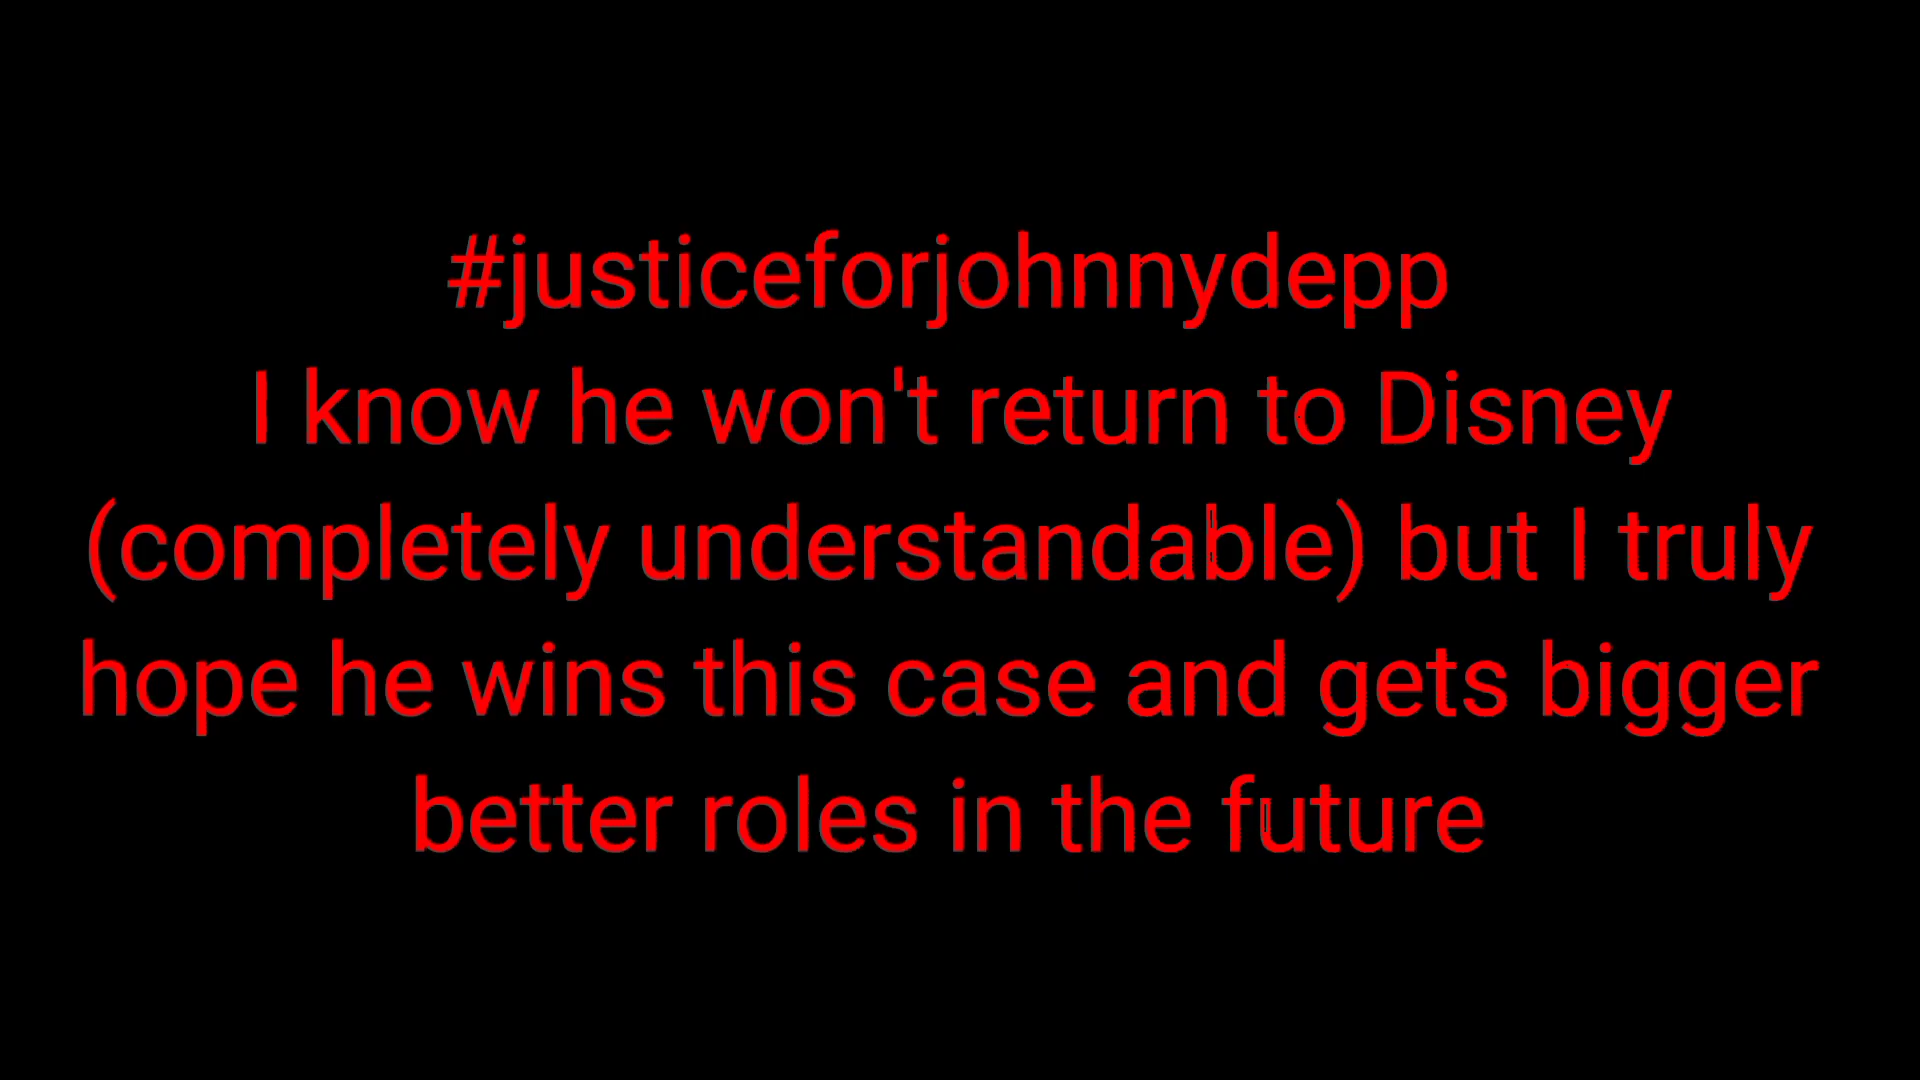 #justiceforjohnnydepp
I know he won't return to Disney
(completely understandable) but I truly
hope he wins this case and gets bigger
better roles in the future